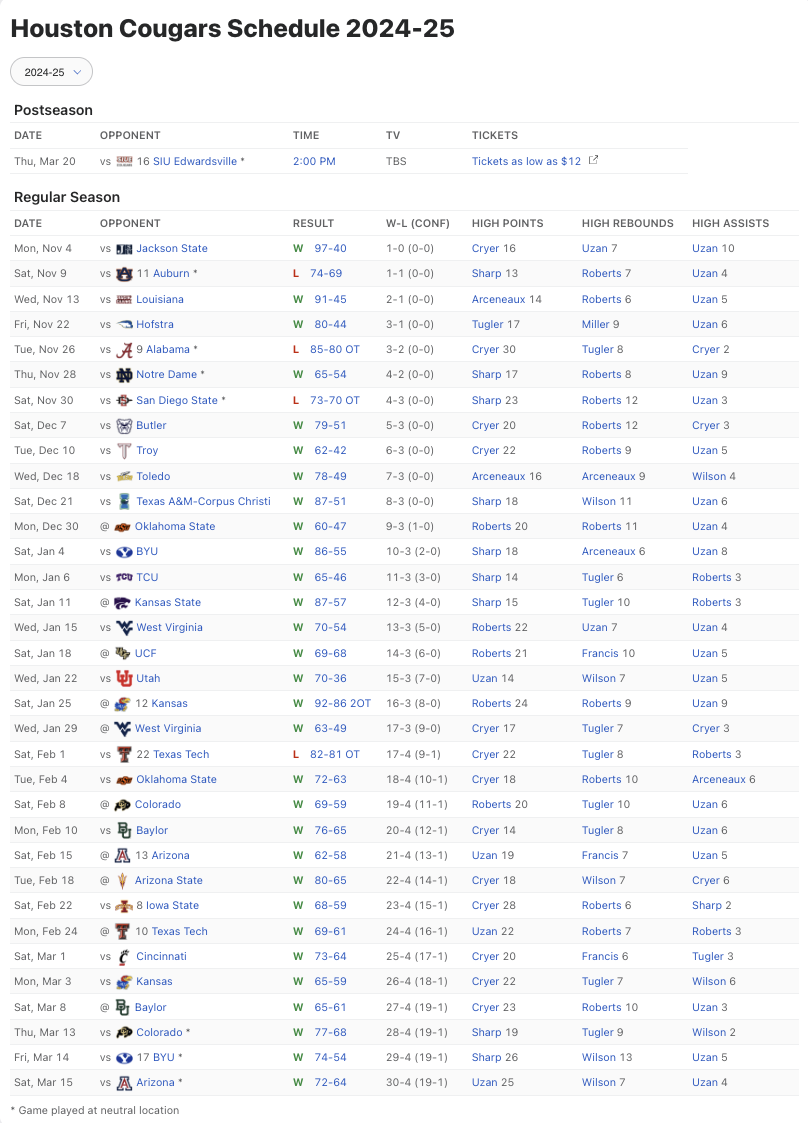 Houston Cougars Schedule 2024-25
2024-25
Postseason
DATE OPPONENT TIME TV TICKETS
Thu, Mar 20 vs 16 SIU Edwardsville * 2:00 PM TBS Tickets as low as $12
Regular Season
DATE OPPONENT RESULT W-L (CONF) HIGH POINTS HIGH REBOUNDS HIGH ASSISTS
Mon, Nov 4 vs Jackson State W 97-40 1-0 (0-0) Cryer 16 Uzan 7 Uzan 10
Sat, Nov 9 vs 11 Auburn * L 74-69 1-1 (0-0) Sharp 13 Roberts 7 Uzan 4
Wed, Nov 13 vs Louisiana W 91-45 2-1 (0-0) Arceneaux 14 Roberts 6 Uzan 5
Fri, Nov 22 vs Hofstra W 80-44 3-1 (0-0) Tugler 17 Miller 9 Uzan 6
Tue, Nov 26 vs 9 Alabama * L 85-80 OT 3-2 (0-0) Cryer 30 Tugler 8 Cryer 2
Thu, Nov 28 vs Notre Dame * W 65-54 4-2 (0-0) Sharp 17 Roberts 8 Uzan 9
Sat, Nov 30 vs San Diego State * L 73-70 OT 4-3 (0-0) Sharp 23 Roberts 12 Uzan 3
Sat, Dec 7 vs Butler W 79-51 5-3 (0-0) Cryer 20 Roberts 12 Cryer 3
Tue, Dec 10 vs Troy W 62-42 6-3 (0-0) Cryer 22 Roberts 9 Uzan 5
Wed, Dec 18 vs Toledo W 78-49 7-3 (0-0) Arceneaux 16 Arceneaux 9 Wilson 4
Sat, Dec 21 vs Texas A&M-Corpus Christi W 87-51 8-3 (0-0) Sharp 18 Wilson 11 Uzan 6
Mon, Dec 30 @ Oklahoma State W 60-47 9-3 (1-0) Roberts 20 Roberts 11 Uzan 4
Sat, Jan 4 vs BYU W 86-55 10-3 (2-0) Sharp 18 Arceneaux 6 Uzan 8
Mon, Jan 6 vs TCU W 65-46 11-3 (3-0) Sharp 14 Tugler 6 Roberts 3
Sat, Jan 11 @ Kansas State W 87-57 12-3 (4-0) Sharp 15 Tugler 10 Roberts 3
Wed, Jan 15 vs West Virginia W 70-54 13-3 (5-0) Roberts 22 Uzan 7 Uzan 4
Sat, Jan 18 @ UCF W 69-68 14-3 (6-0) Roberts 21 Francis 10 Uzan 5
Wed, Jan 22 vs Utah W 70-36 15-3 (7-0) Uzan 14 Wilson 7 Uzan 5
Sat, Jan 25 @ 12 Kansas W 92-86 2OT 16-3 (8-0) Roberts 24 Roberts 9 Uzan 9
Wed, Jan 29 @ West Virginia W 63-49 17-3 (9-0) Cryer 17 Tugler 7 Cryer 3
Sat, Feb 1 vs 22 Texas Tech L 82-81 OT 17-4 (9-1) Cryer 22 Tugler 8 Roberts 3
Tue, Feb 4 vs Oklahoma State W 72-63 18-4 (10-1) Cryer 18 Roberts 10 Arceneaux 6
Sat, Feb 8 @ Colorado W 69-59 19-4 (11-1) Roberts 20 Tugler 10 Uzan 6
Mon, Feb 10 vs Baylor W 76-65 20-4 (12-1) Cryer 14 Tugler 8 Uzan 6
Sat, Feb 15 @ 13 Arizona W 62-58 21-4 (13-1) Uzan 19 Francis 7 Uzan 5
Tue, Feb 18 @ Arizona State W 80-65 22-4 (14-1) Cryer 18 Wilson 7 Cryer 6
Sat, Feb 22 vs 8 Iowa State W 68-59 23-4 (15-1) Cryer 28 Roberts 6 Sharp 2
Mon, Feb 24 @ 10 Texas Tech W 69-61 24-4 (16-1) Uzan 22 Roberts 7 Roberts 3
Sat, Mar 1 vs Cincinnati W 73-64 25-4 (17-1) Cryer 20 Francis 6 Tugler 3
Mon, Mar 3 vs Kansas W 65-59 26-4 (18-1) Cryer 22 Tugler 7 Wilson 6
Sat, Mar 8 @ Baylor W 65-61 27-4 (19-1) Cryer 23 Roberts 10 Uzan 3
Thu, Mar 13 vs Colorado * W 77-68 28-4 (19-1) Sharp 19 Tugler 9 Wilson 2
Fri, Mar 14 vs 17 BYU * W 74-54 29-4 (19-1) Sharp 26 Wilson 13 Uzan 5
Sat, Mar 15 vs Arizona * W 72-64 30-4 (19-1) Uzan 25 Wilson 7 Uzan 4
* Game played at neutral location